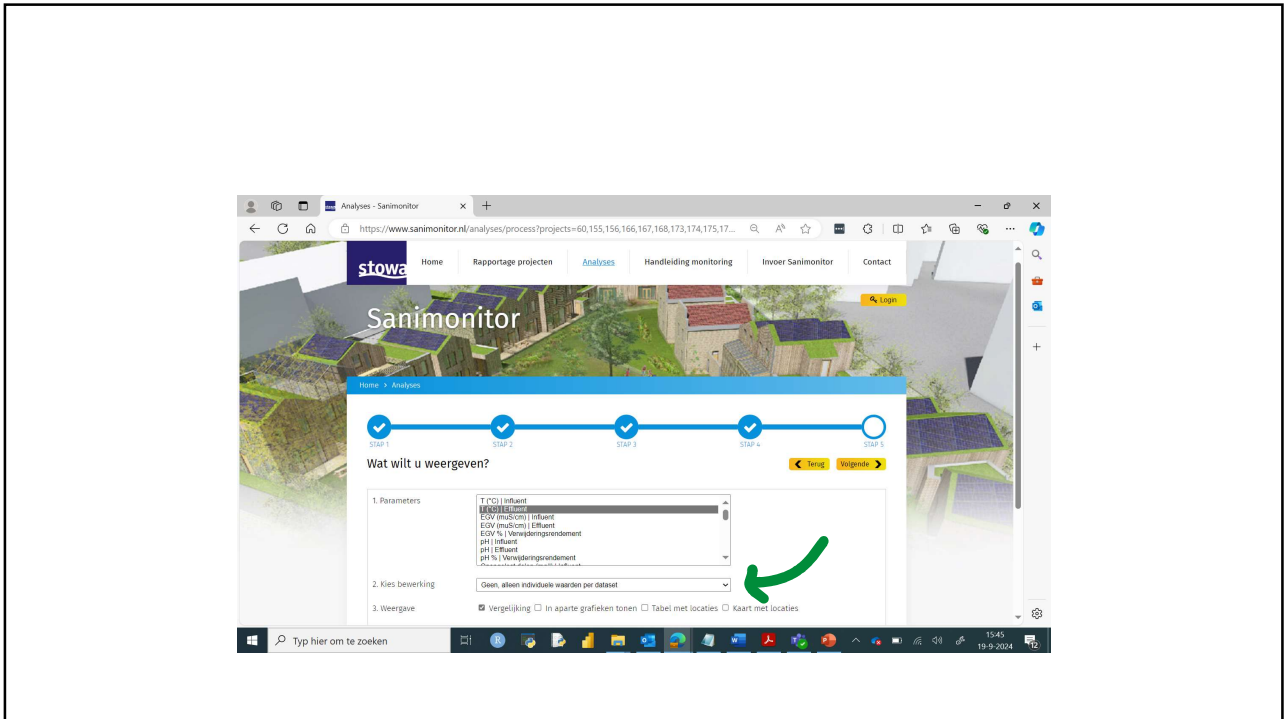 Analyses - Sanimonitor
https://www.sanimonitor.nl/analyses/process?projects=60,155,156,166,167,168,173,174,175,17...
stowa
Home Rapportage projecten Analyses Handleiding monitoring Invoer Sanimonitor Contact
Login
Sanimonitor
Home > Analyses
STAP 1 STAP 2 STAP 3 STAP 4 STAP 5
Wat wilt u weergeven?
Terug Volgende
1. Parameters
T (°C) | Influent
T (°C) | Effluent
EGV (muS/cm) | Influent
EGV (muS/cm) | Effluent
EGV % | Verwijderingsrendement
pH | Influent
pH | Effluent
pH % | Verwijderingsrendement
2. Kies bewerking Geen, alleen individuele waarden per dataset
3. Weergave Vergelijking In aparte grafieken tonen Tabel met locaties Kaart met locaties
Typ hier om te zoeken
15:45
19-9-2024
12